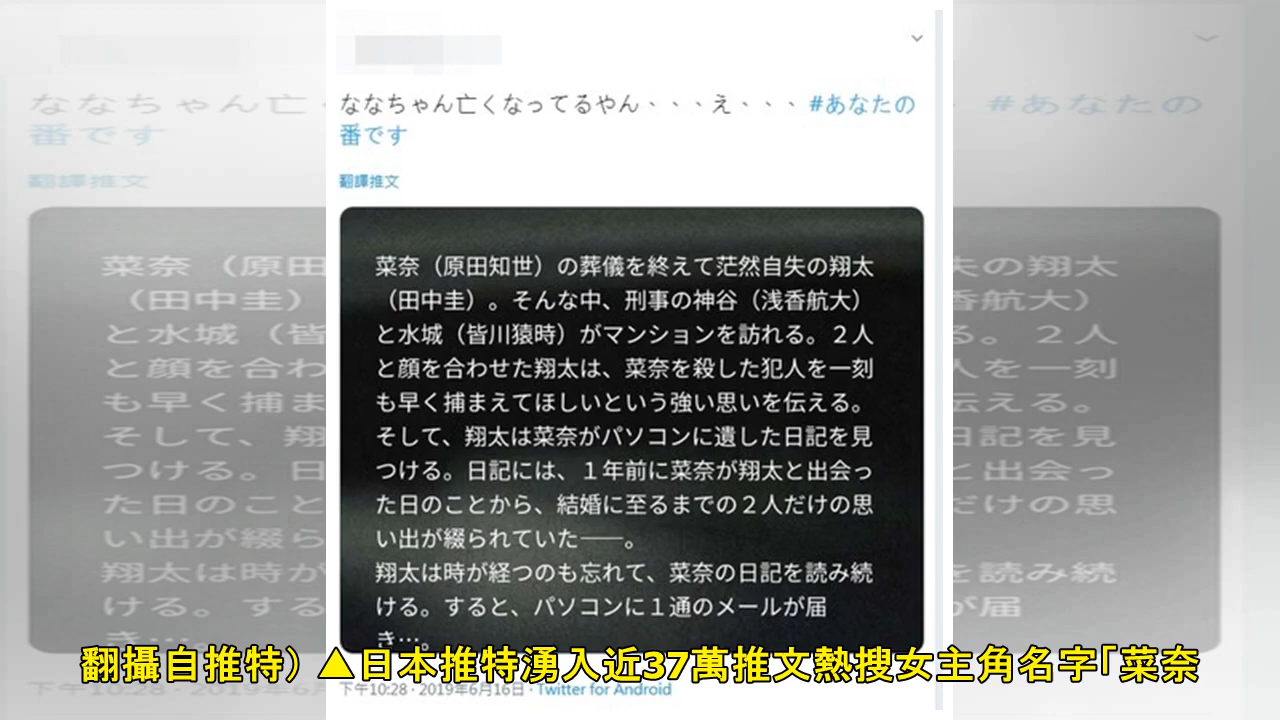 ななちゃん亡くなってるやん・・・え・・・ #あなたの
番です
翻譯推文
菜奈（原田知世）の葬儀を終えて茫然自失の翔太
（田中圭）。そんな中、刑事の神谷（浅香航大）
と水城（皆川猿時）がマンションを訪れる。２人
と顔を合わせた翔太は、菜奈を殺した犯人を一刻
も早く捕まえてほしいという強い思いを伝える。
そして、翔太は菜奈がパソコンに遺した日記を見
つける。日記には、１年前に菜奈が翔太と出会っ
た日のことから、結婚に至るまでの２人だけの思
い出が綴られていた――。
翔太は時が経つのも忘れて、菜奈の日記を読み続
ける。すると、パソコンに１通のメールが届
き…。
翻攝自推特）▲日本推特湧入近37萬推文熱搜女主角名字「菜奈
下午10:28 · 2019年6月16日 · Twitter for Android